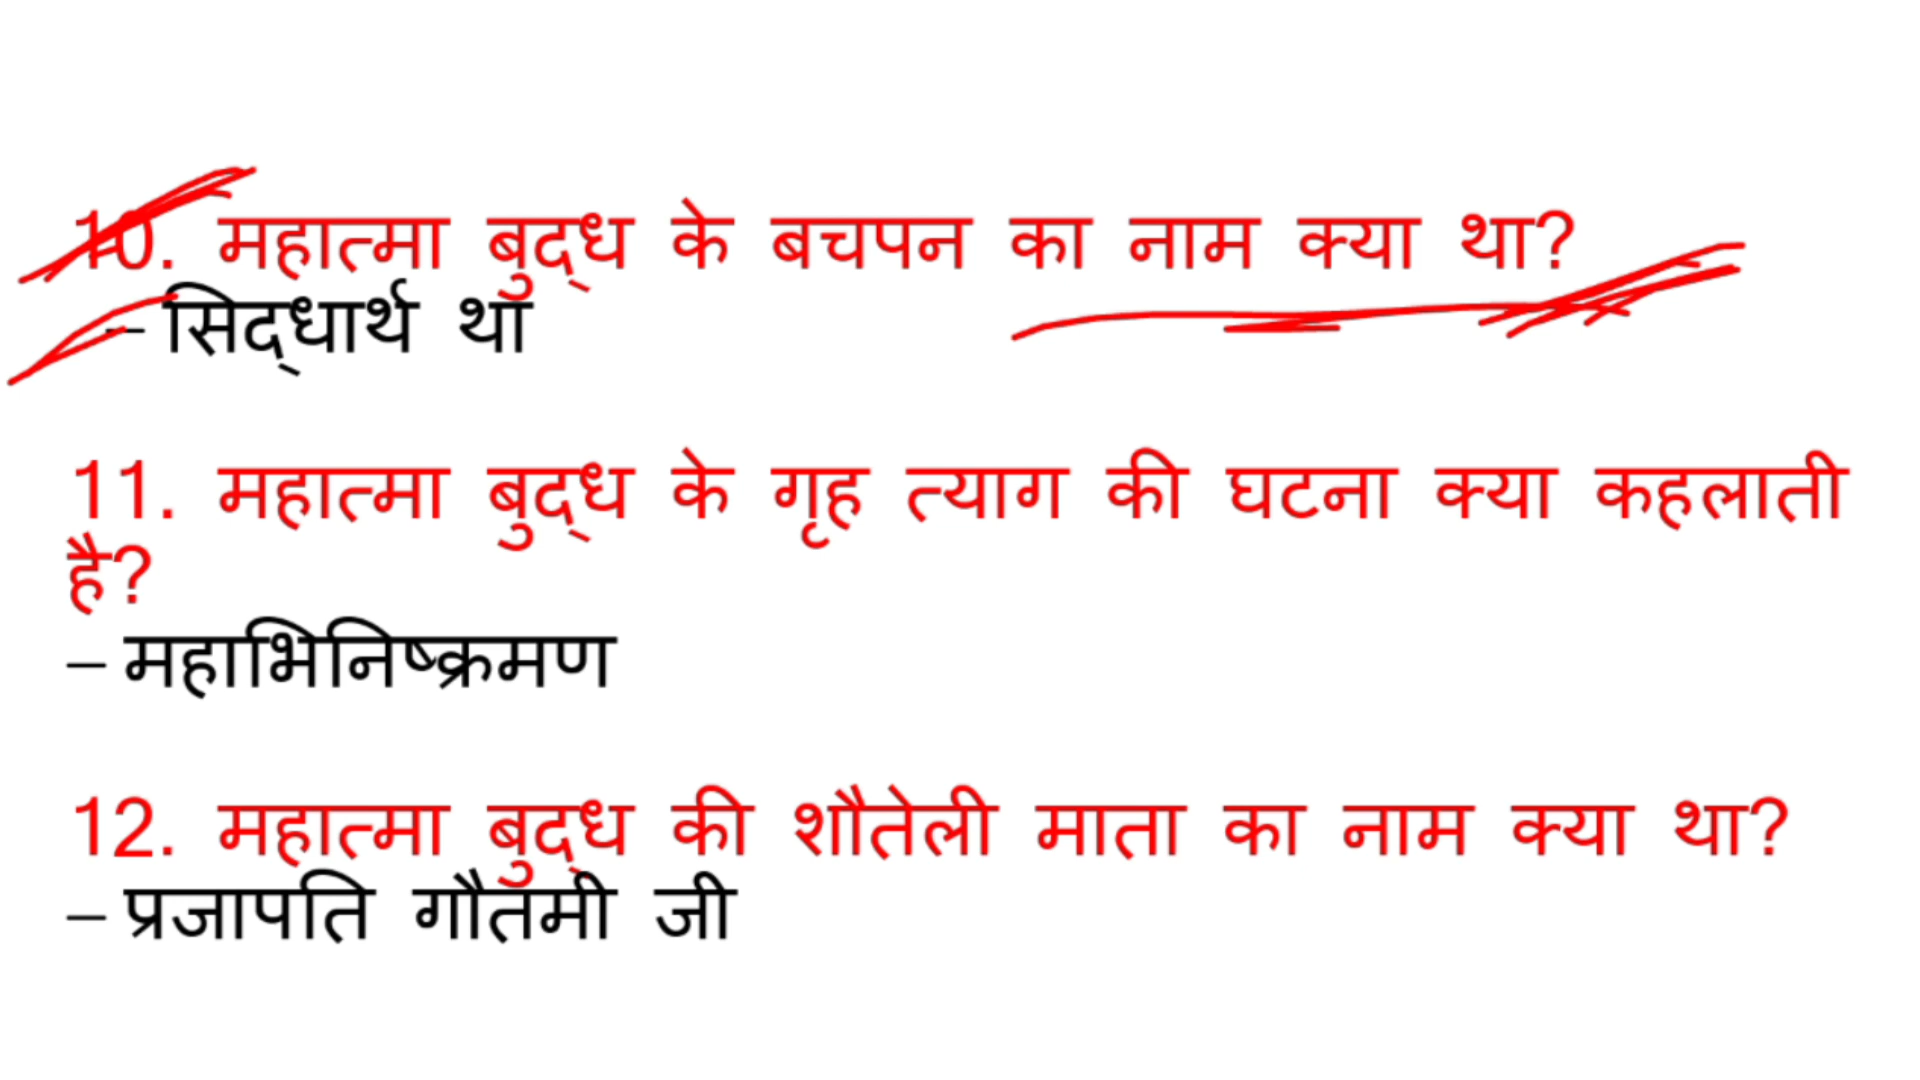 10. महात्मा बुद्ध के बचपन का नाम क्या था?
– सिद्धार्थ था
11. महात्मा बुद्ध के गृह त्याग की घटना क्या कहलाती
है?
– महाभिनिष्क्रमण
12. महात्मा बुद्ध की शौतेली माता का नाम क्या था?
– प्रजापति गौतमी जी